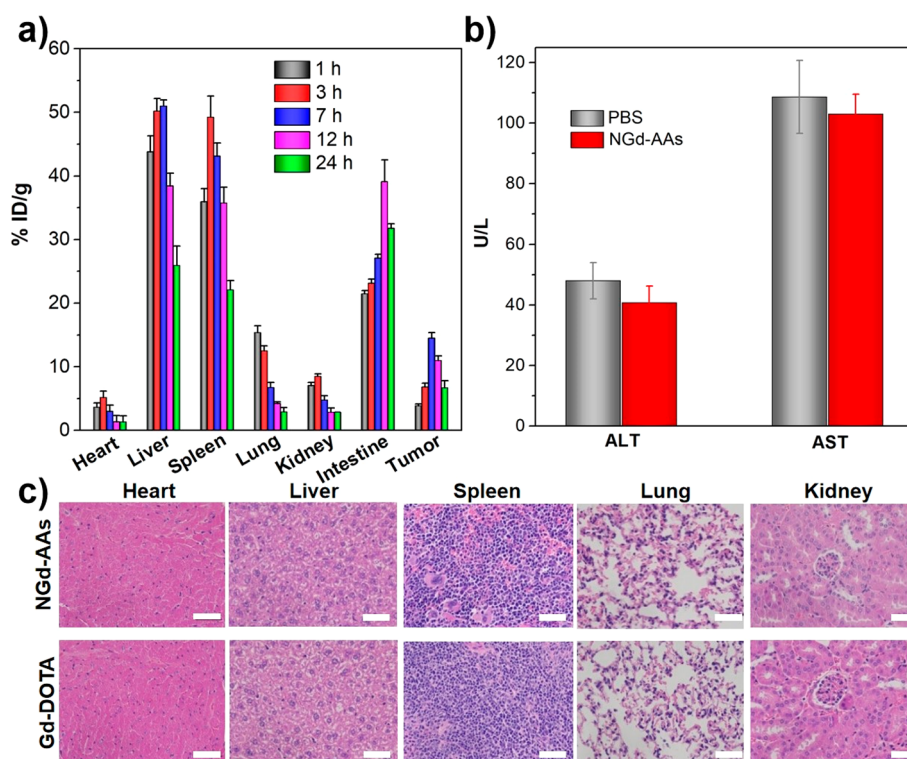 a)
60
50
40
30
20
10
0
% ID/g
1 h
3 h
7 h
12 h
24 h
Heart
Liver
Spleen
Lung
Kidney
Intestine
Tumor
b)
120
100
80
60
40
20
0
U/L
PBS
NGd-AAs
ALT
AST
c)
Heart Liver Spleen Lung Kidney
NGd-AAs
Gd-DOTA